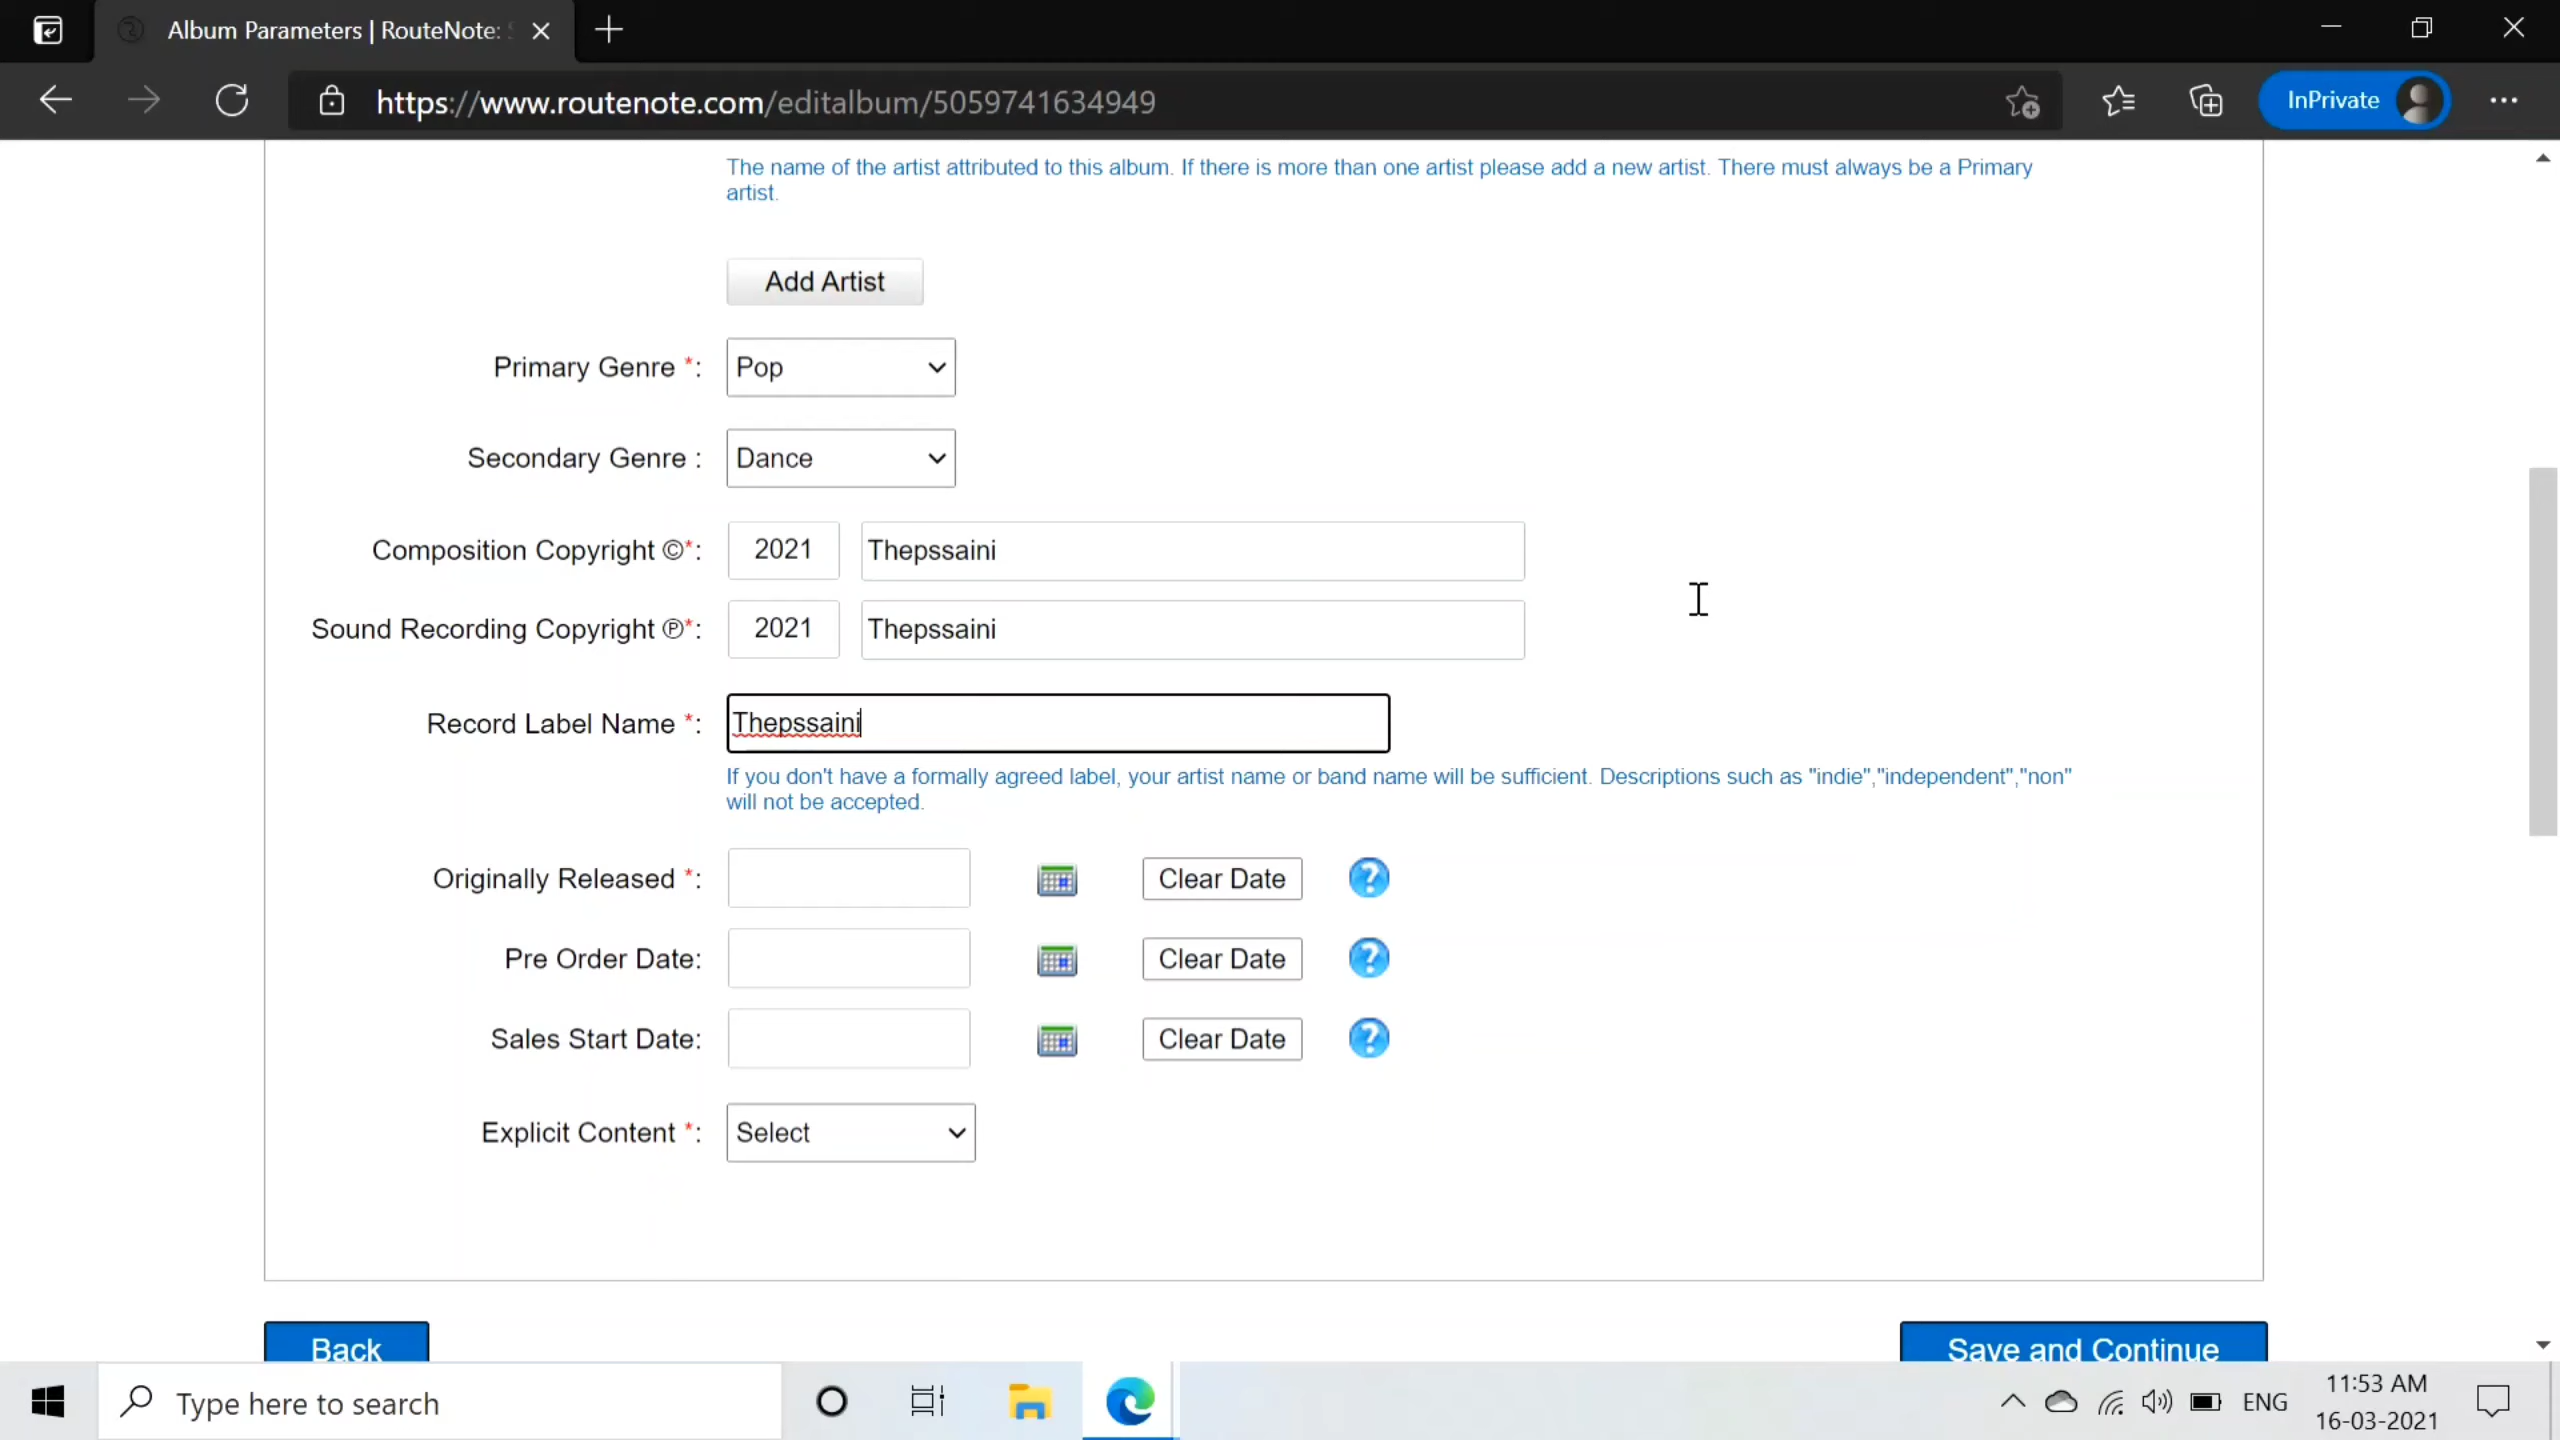 Album Parameters | RouteNote:
https://www.routenote.com/editalbum/5059741634949
InPrivate
The name of the artist attributed to this album. If there is more than one artist please add a new artist. There must always be a Primary
artist.
Add Artist
Primary Genre *: Pop
Secondary Genre : Dance
Composition Copyright ©*: 2021 Thepssaini
Sound Recording Copyright ℗*: 2021 Thepssaini
Record Label Name *: Thepssaini
If you don't have a formally agreed label, your artist name or band name will be sufficient. Descriptions such as "indie","independent","non"
will not be accepted.
Originally Released *: Clear Date ?
Pre Order Date: Clear Date ?
Sales Start Date: Clear Date ?
Explicit Content *: Select
Back
Save and Continue
Type here to search
ENG
11:53 AM
16-03-2021